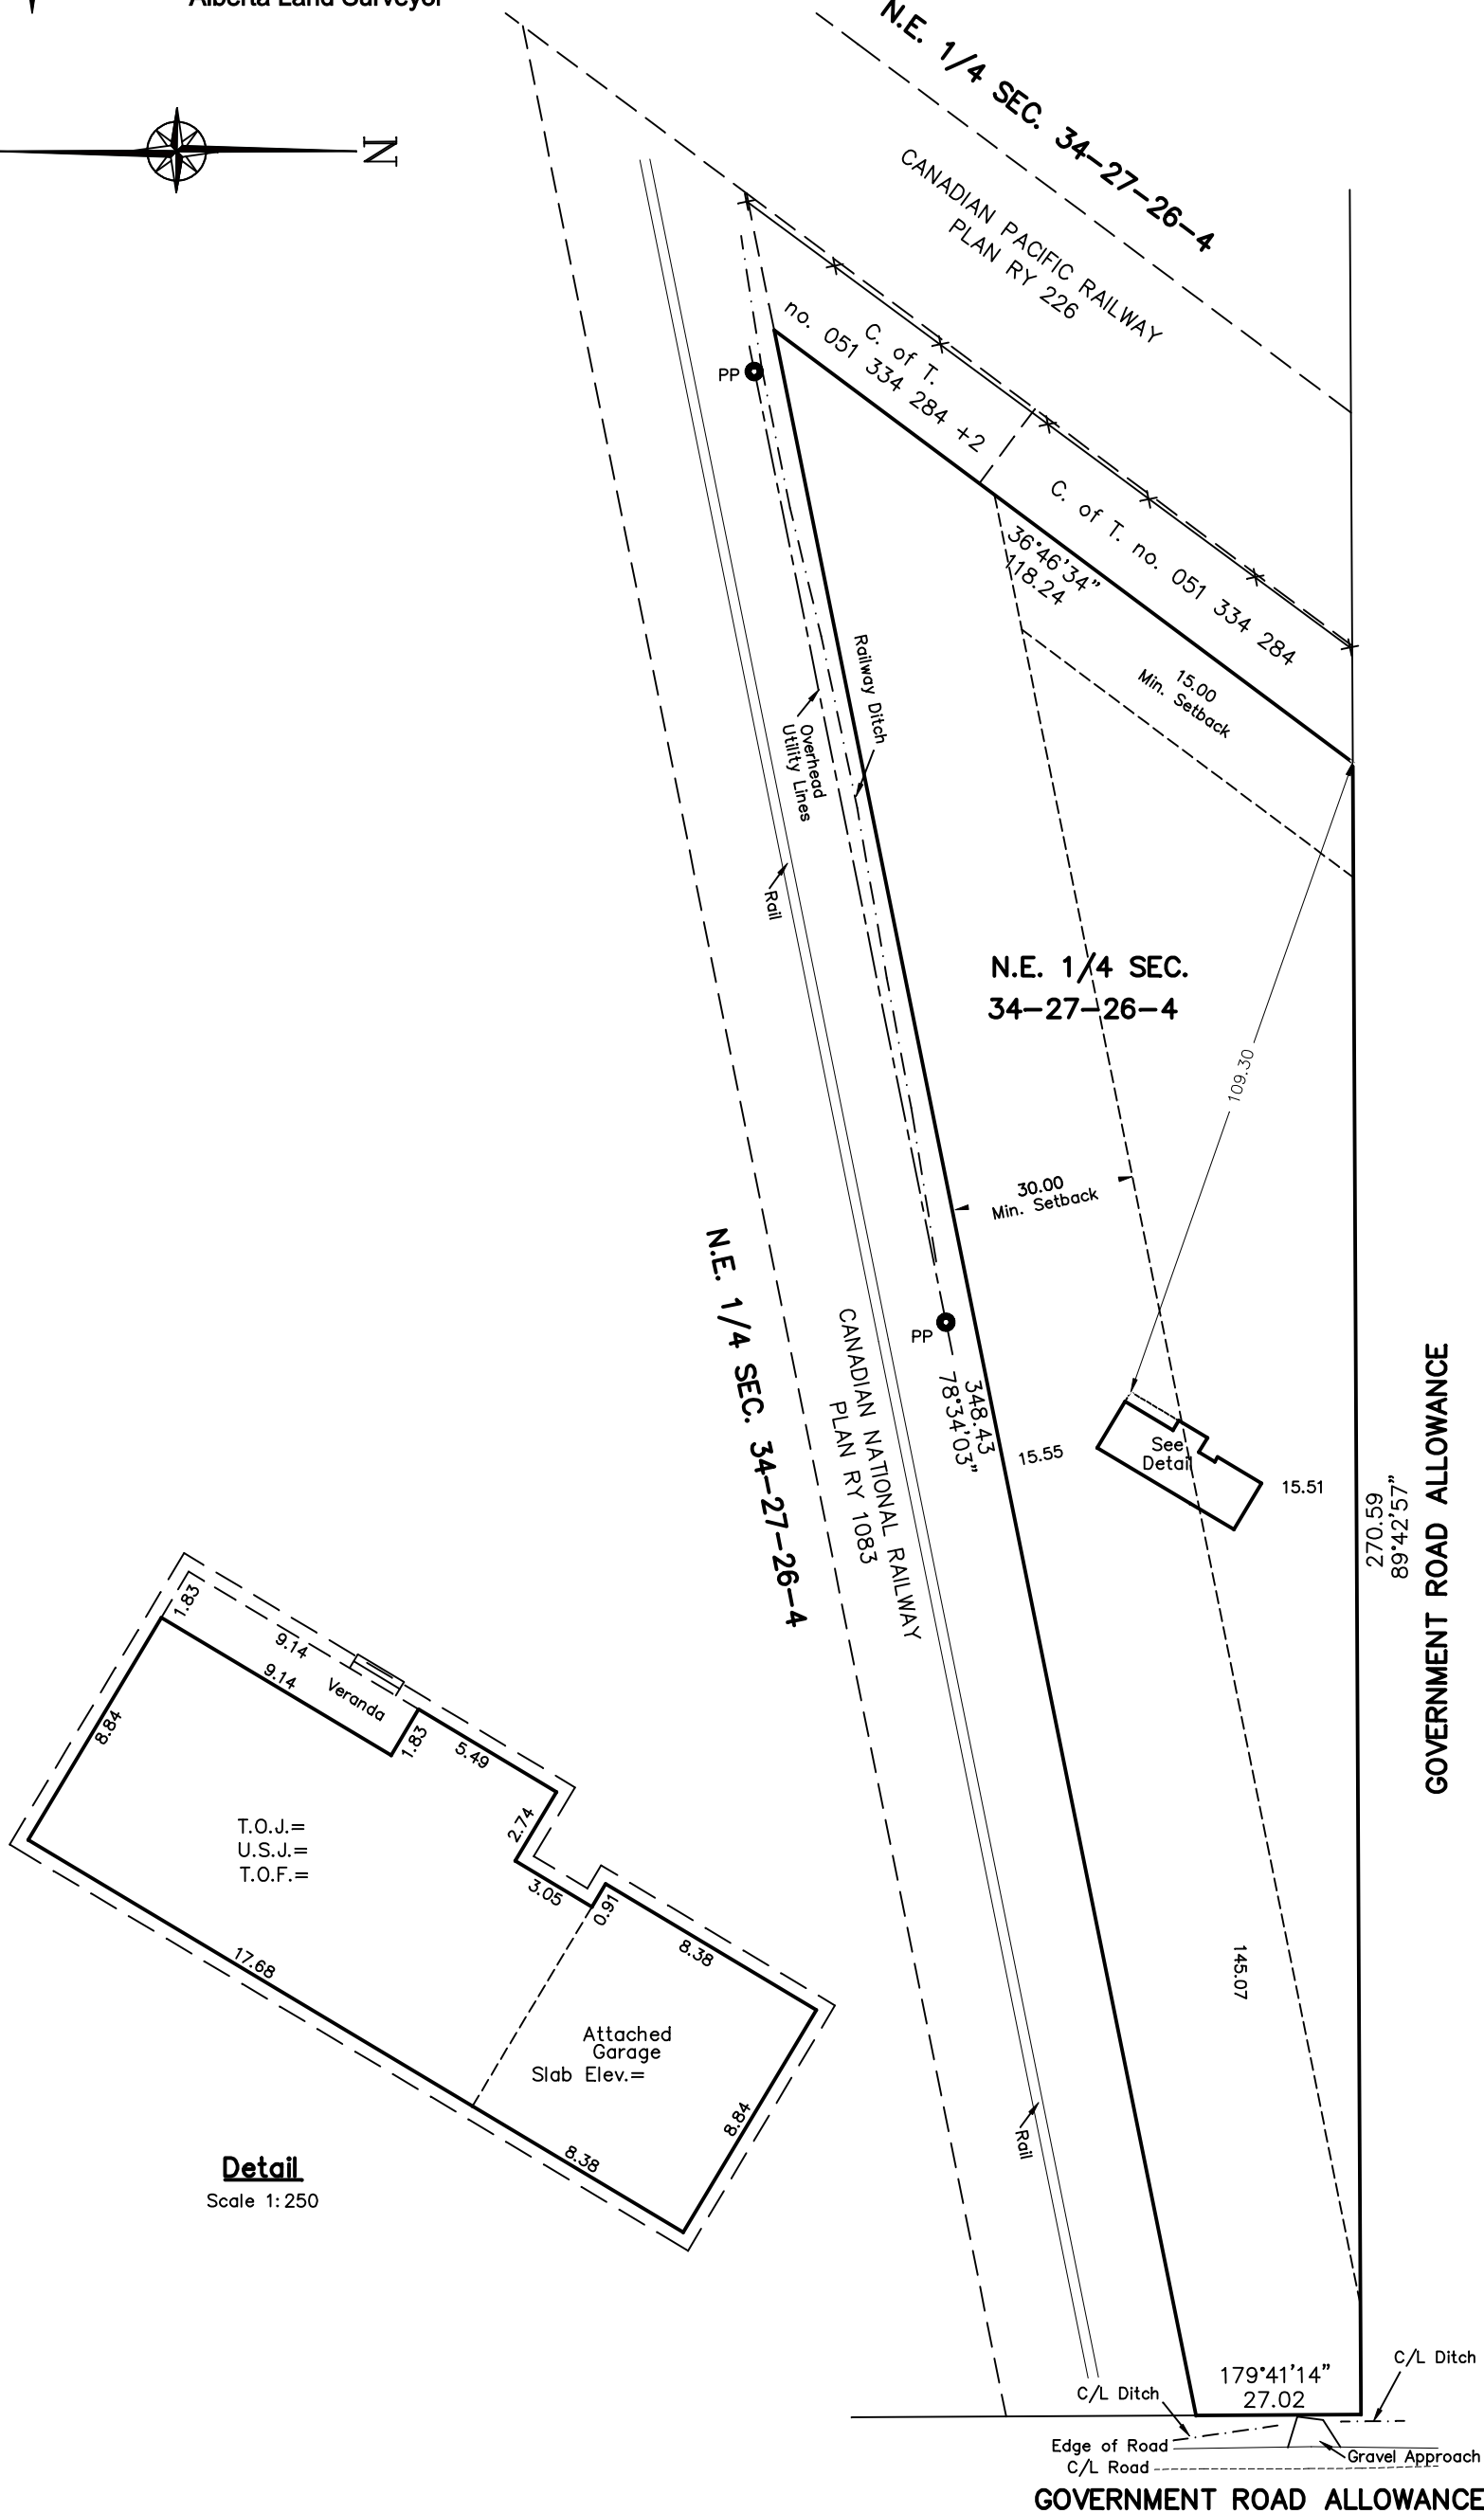 Alberta Land Surveyor
N
N.E. 1/4 SEC. 34-27-26-4
CANADIAN PACIFIC RAILWAY
PLAN RY 226
C. of T.
no. 051 334 284 +2
PP
C. of T. no. 051 334 284
36°46'34"
118.24
15.00
Min. Setback
Railway Ditch
Overhead
Utility Lines
Rail
N.E. 1/4 SEC.
34-27-26-4
109.30
30.00
Min. Setback
N.E. 1/4 SEC. 34-27-26-4
CANADIAN NATIONAL RAILWAY
PLAN RY 1083
PP
348.43
78°34'03"
15.55
See
Detail
15.51
270.59
89°42'57"
GOVERNMENT ROAD ALLOWANCE
1.83
9.14
9.14
Veranda
8.84
1.83
5.49
2.74
T.O.J.=
U.S.J.=
T.O.F.=
3.05
0.91
8.38
17.68
Attached
Garage
Slab Elev.=
8.84
8.38
Detail
Scale 1:250
145.07
Rail
179°41'14"
27.02
C/L Ditch
C/L Ditch
Edge of Road
Gravel Approach
C/L Road
GOVERNMENT ROAD ALLOWANCE